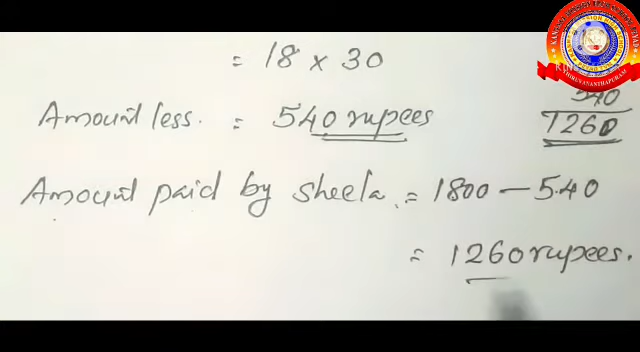 = 18 x 30
540
Amount less. = 540 rupees
1260
Amount paid by sheela. = 1800 - 540
= 1260 rupees.